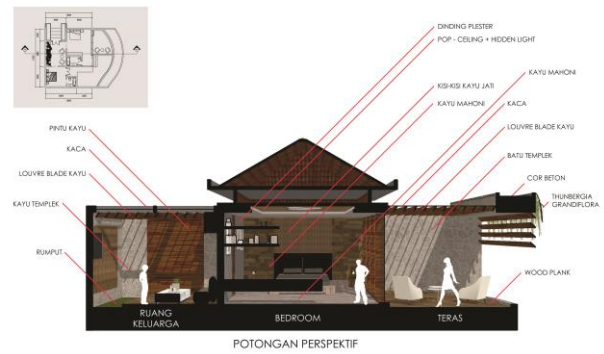 DINDING PLESTER
POP - CEILING + HIDDEN LIGHT
KAYU MAHONI
KISI-KISI KAYU JATI
KAYU MAHONI
KACA
LOUVRE BLADE KAYU
BATU TEMPLEK
COR BETON
THUNBERGIA
GRANDIFLORA
WOOD PLANK
PINTU KAYU
KACA
LOUVRE BLADE KAYU
KAYU TEMPLEK
RUMPUT
RUANG
KELUARGA
BEDROOM
TERAS
POTONGAN PERSPEKTIF